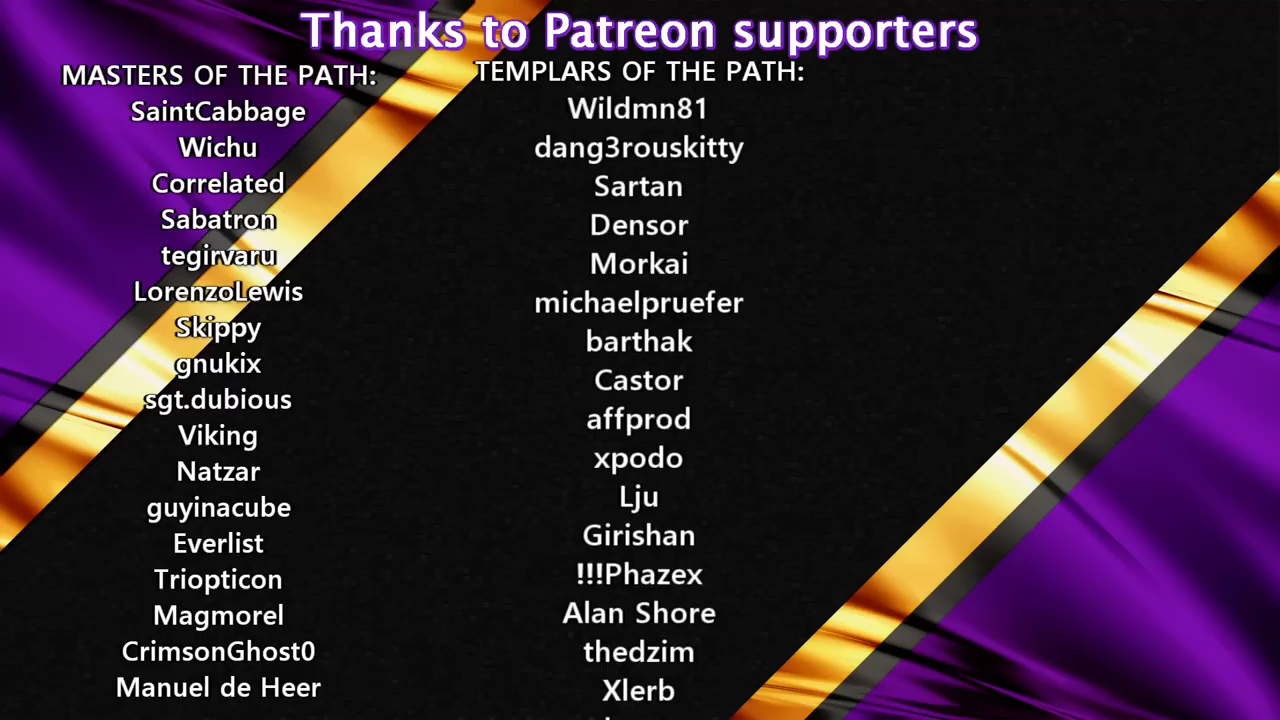 Thanks to Patreon supporters
MASTERS OF THE PATH:
SaintCabbage
Wichu
Correlated
Sabatron
tegirvaru
LorenzoLewis
Skippy
gnukix
sgt.dubious
Viking
Natzar
guyinacube
Everlist
Triopticon
Magmorel
CrimsonGhost0
Manuel de Heer
TEMPLARS OF THE PATH:
Wildmn81
dang3rouskitty
Sartan
Densor
Morkai
michaelpruefer
barthak
Castor
affprod
xpodo
Lju
Girishan
!!!Phazex
Alan Shore
thedzim
Xlerb